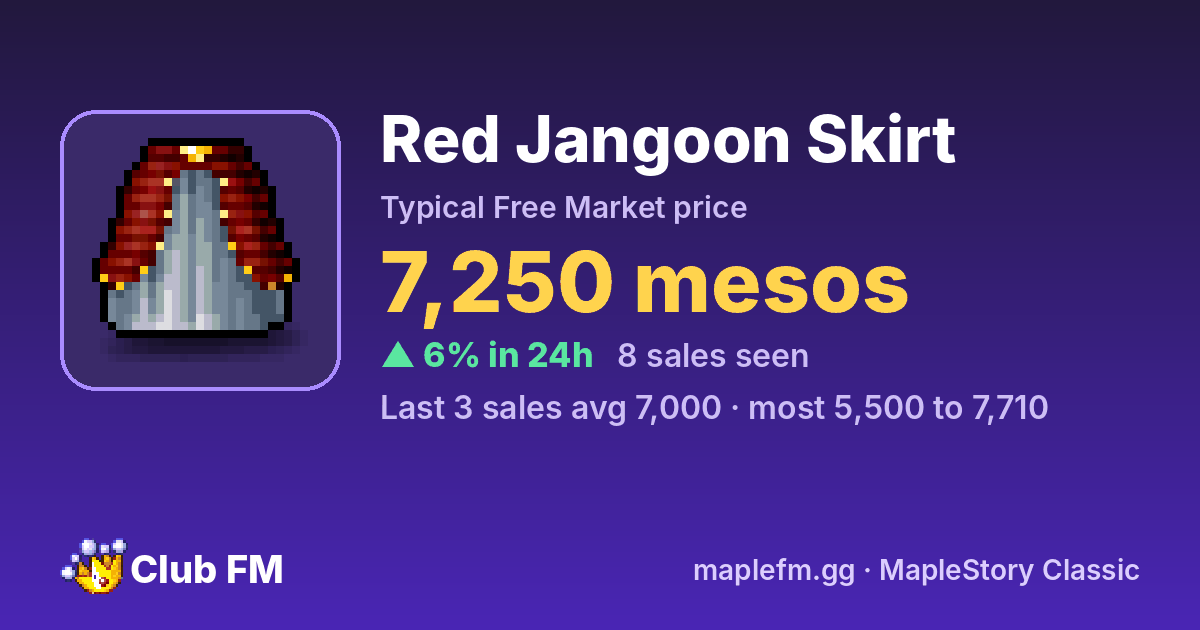 Red Jangoon Skirt
Typical Free Market price
7,250 mesos
▲ 6% in 24h 8 sales seen
Last 3 sales avg 7,000 · most 5,500 to 7,710
Club FM
maplefm.gg · MapleStory Classic